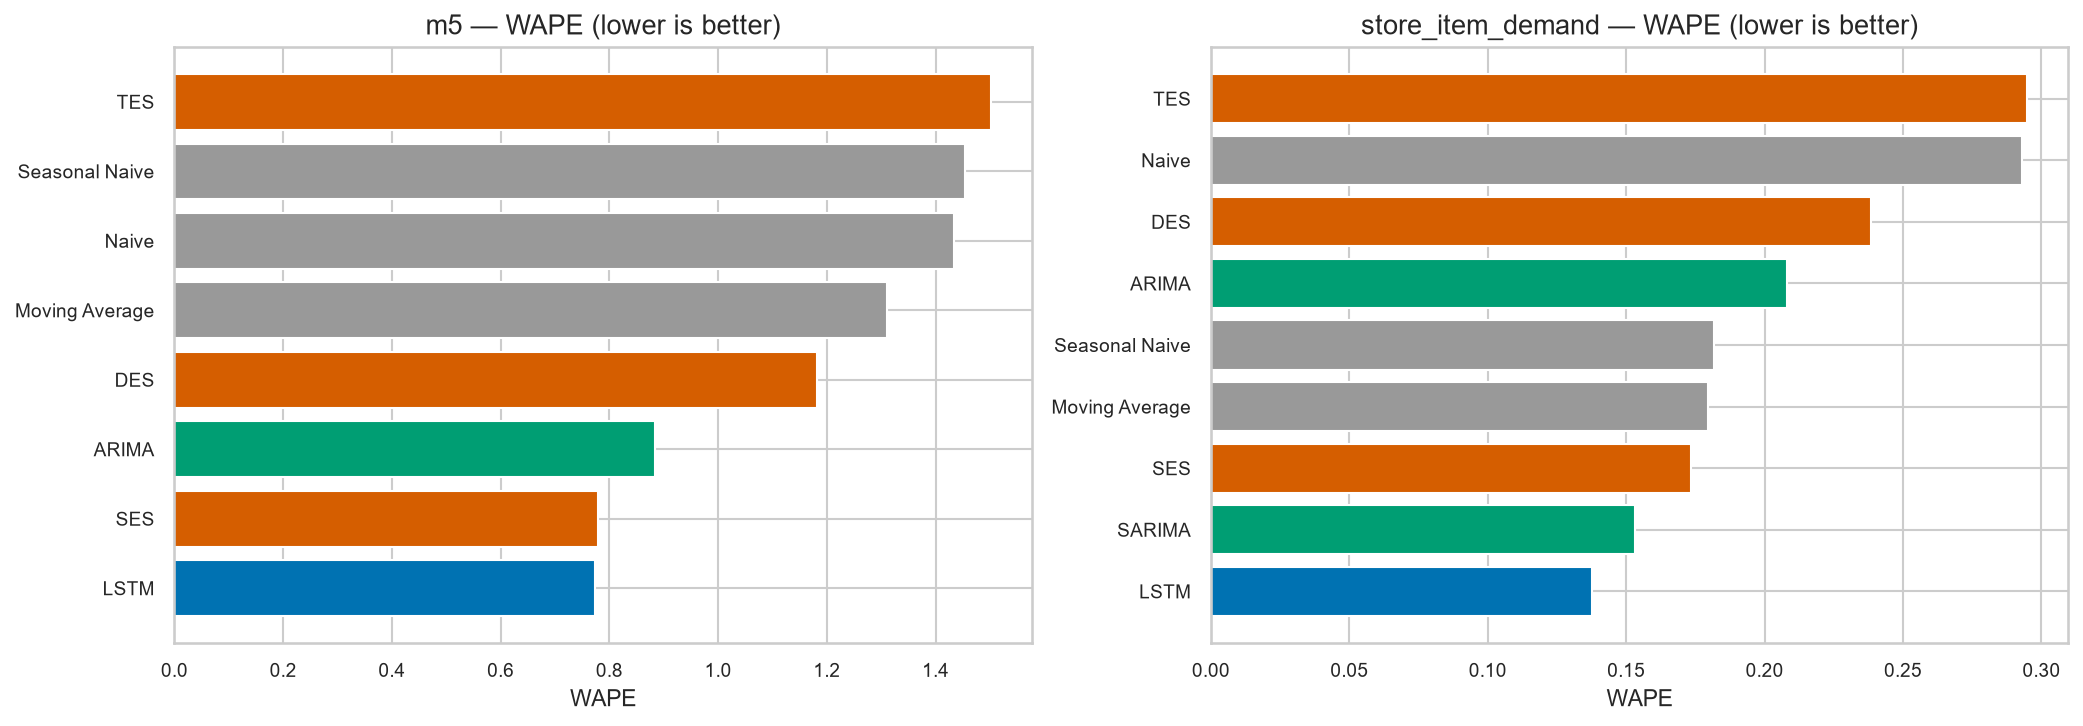 m5 — WAPE (lower is better)
TES
Seasonal Naive
Naive
Moving Average
DES
ARIMA
SES
LSTM
0.0 0.2 0.4 0.6 0.8 1.0 1.2 1.4
WAPE
store_item_demand — WAPE (lower is better)
TES
Naive
DES
ARIMA
Seasonal Naive
Moving Average
SES
SARIMA
LSTM
0.00 0.05 0.10 0.15 0.20 0.25 0.30
WAPE